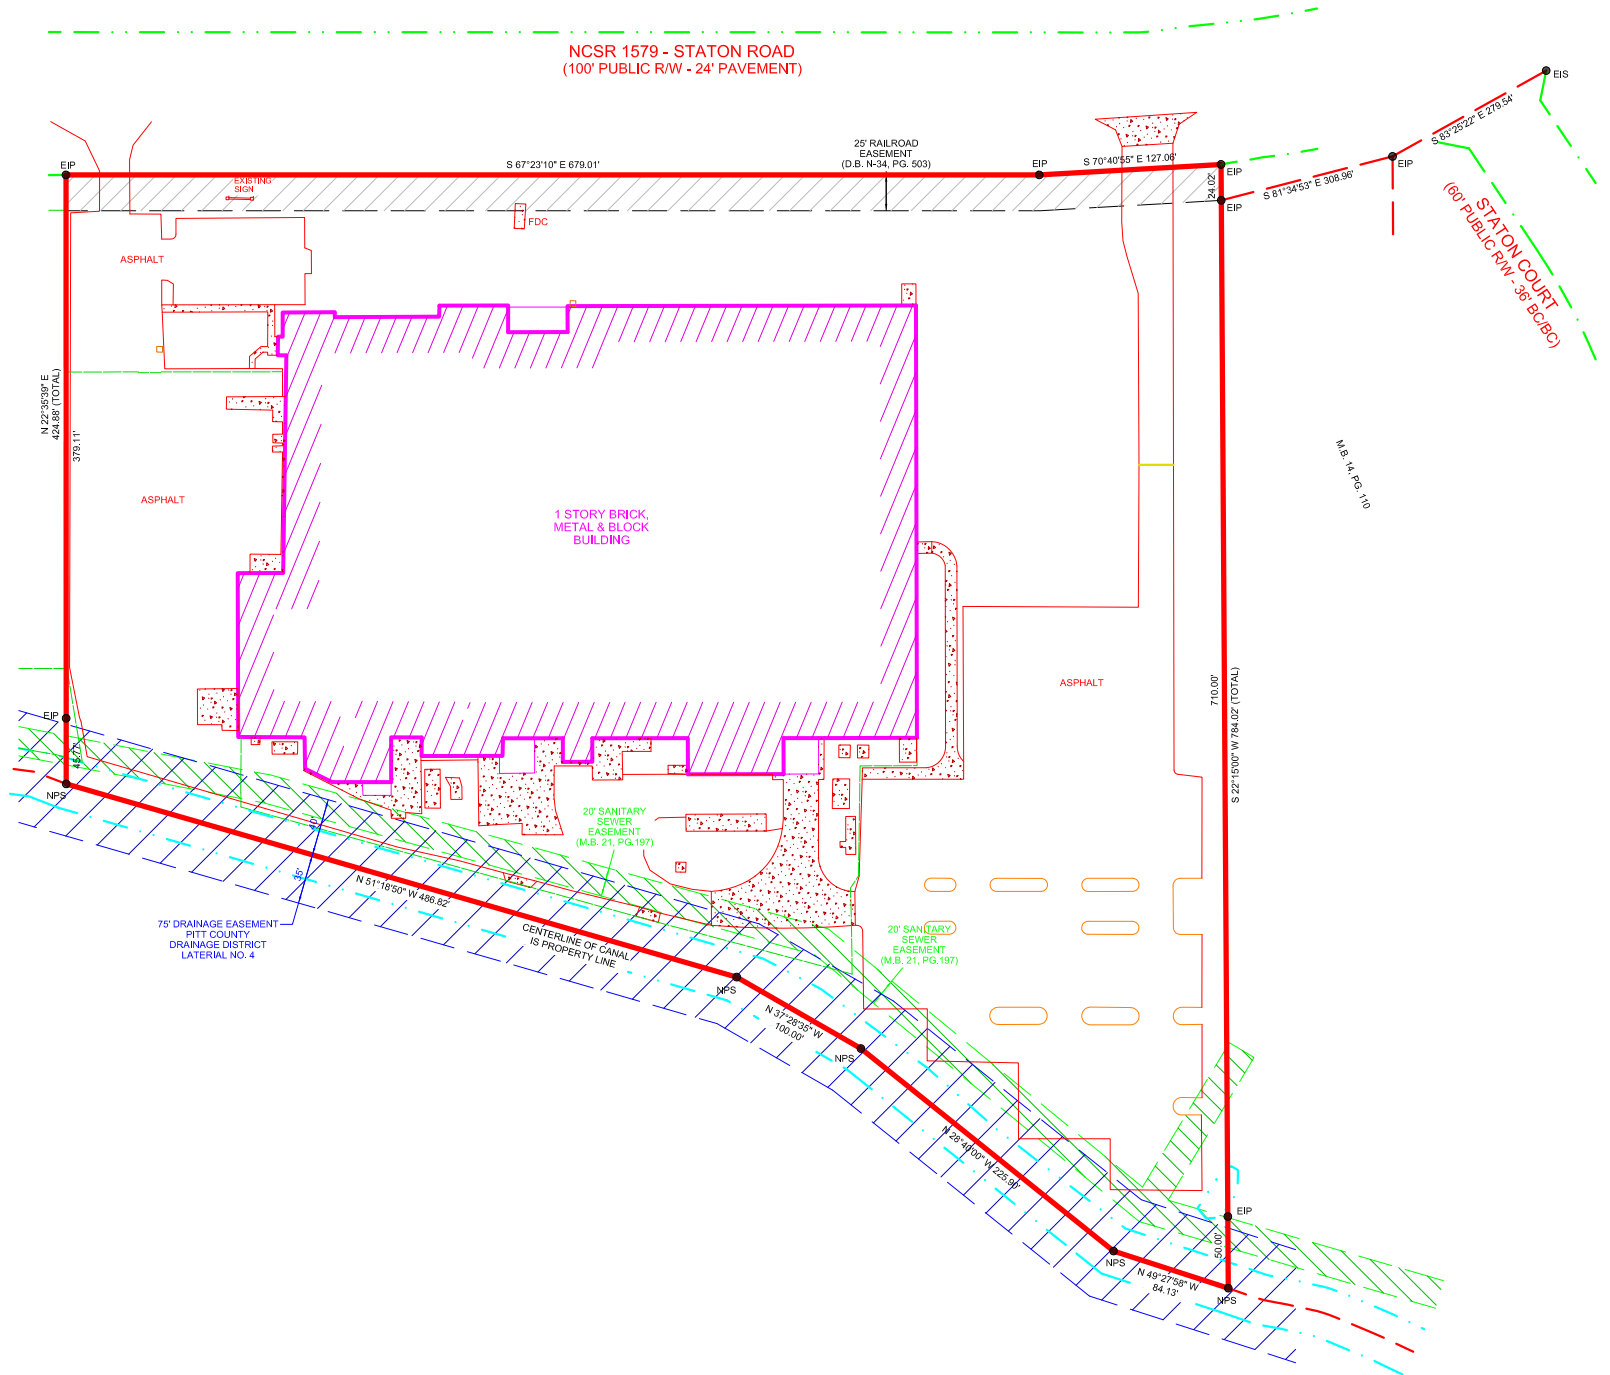 NCSR 1579 - STATON ROAD
(100' PUBLIC R/W - 24' PAVEMENT)
EIS
S 83°25'22" E 279.54'
EIP
S 67°23'10" E 679.01'
25' RAILROAD
EASEMENT
(D.B. N-34, PG. 503)
EIP
S 70°40'55" E 127.06'
EIP
24.02'
EIP
S 81°34'53" E 308.96'
EIP
STATON COURT
(60' PUBLIC R/W - 36' BC/BC)
EXISTING
SIGN
FDC
ASPHALT
N 22°35'39" E
424.88' (TOTAL)
379.11'
ASPHALT
1 STORY BRICK,
METAL & BLOCK
BUILDING
M.B. 14, PG. 110
ASPHALT
710.00'
S 22°15'00" W 784.02' (TOTAL)
EIP
45.77'
NPS
40'
35'
20' SANITARY
SEWER
EASEMENT
(M.B. 21, PG.197)
N 51°18'50" W 486.82'
75' DRAINAGE EASEMENT
PITT COUNTY
DRAINAGE DISTRICT
LATERIAL NO. 4
CENTERLINE OF CANAL
IS PROPERTY LINE
20' SANITARY
SEWER
EASEMENT
(M.B. 21, PG.197)
NPS
N 37°28'35" W
100.00'
NPS
N 28°40'00" W 225.90'
EIP
50.00'
NPS
N 49°27'58" W
84.13'
NPS